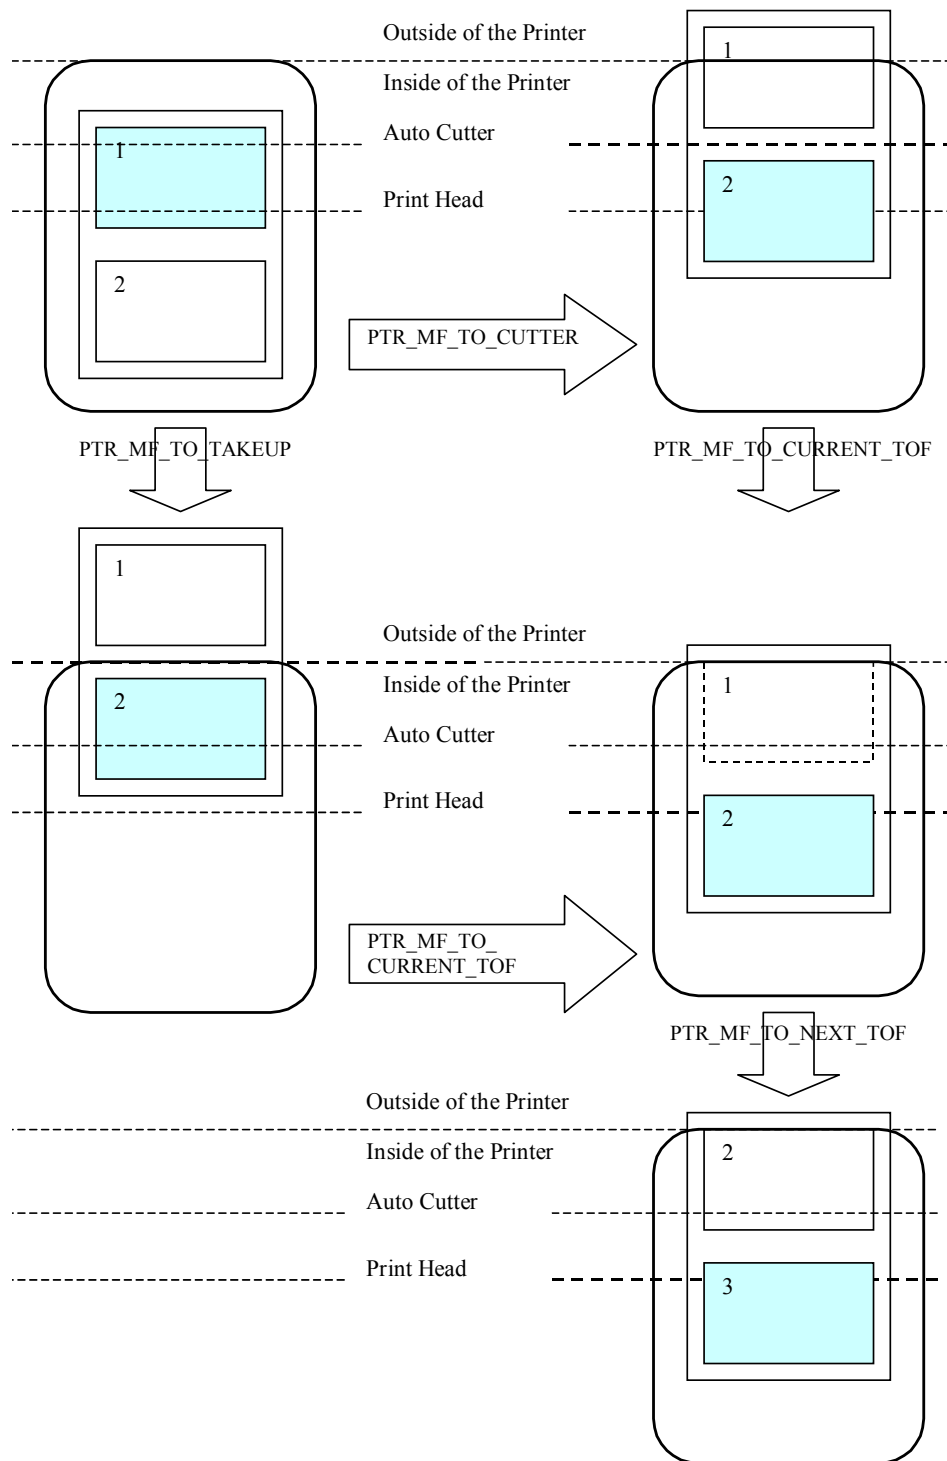 Outside of the Printer
1
Inside of the Printer
Auto Cutter
1
2
Print Head
2
PTR_MF_TO_CUTTER
PTR_MF_TO_TAKEUP
PTR_MF_TO_CURRENT_TOF
1
Outside of the Printer
Inside of the Printer
1
2
Auto Cutter
Print Head
2
PTR_MF_TO_
CURRENT_TOF
PTR_MF_TO_NEXT_TOF
Outside of the Printer
Inside of the Printer
2
Auto Cutter
Print Head
3